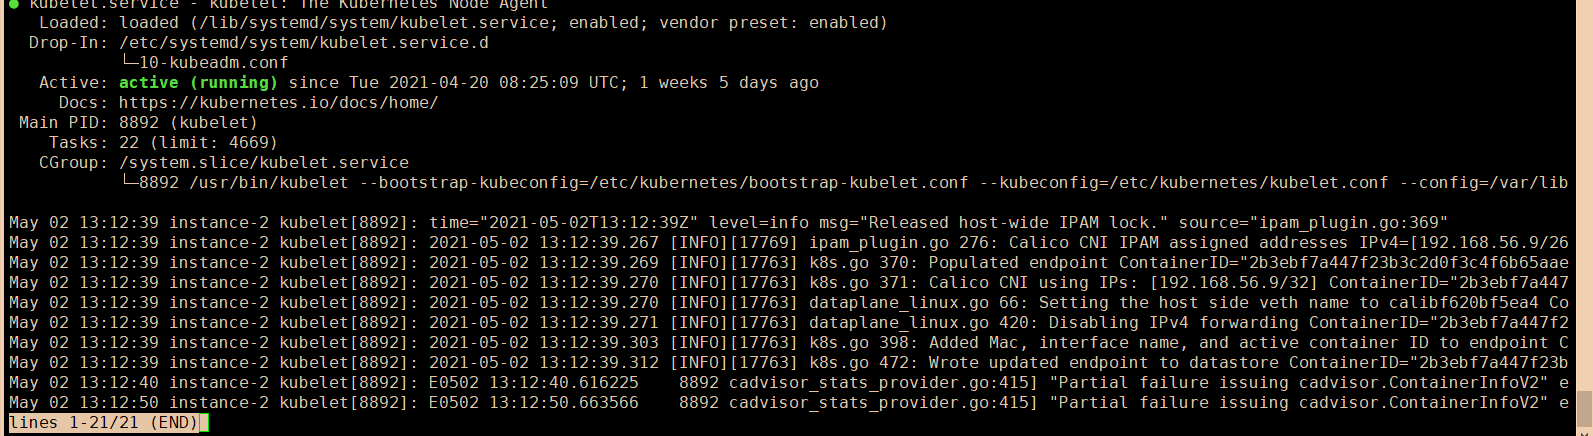 ● kubelet.service - kubelet: The Kubernetes Node Agent
Loaded: loaded (/lib/systemd/system/kubelet.service; enabled; vendor preset: enabled)
Drop-In: /etc/systemd/system/kubelet.service.d
└─10-kubeadm.conf
Active: active (running) since Tue 2021-04-20 08:25:09 UTC; 1 weeks 5 days ago
Docs: https://kubernetes.io/docs/home/
Main PID: 8892 (kubelet)
Tasks: 22 (limit: 4669)
CGroup: /system.slice/kubelet.service
└─8892 /usr/bin/kubelet --bootstrap-kubeconfig=/etc/kubernetes/bootstrap-kubelet.conf --kubeconfig=/etc/kubernetes/kubelet.conf --config=/var/lib
May 02 13:12:39 instance-2 kubelet[8892]: time="2021-05-02T13:12:39Z" level=info msg="Released host-wide IPAM lock." source="ipam_plugin.go:369"
May 02 13:12:39 instance-2 kubelet[8892]: 2021-05-02 13:12:39.267 [INFO][17769] ipam_plugin.go 276: Calico CNI IPAM assigned addresses IPv4=[192.168.56.9/26
May 02 13:12:39 instance-2 kubelet[8892]: 2021-05-02 13:12:39.269 [INFO][17763] k8s.go 370: Populated endpoint ContainerID="2b3ebf7a447f23b3c2d0f3c4f6b65aae
May 02 13:12:39 instance-2 kubelet[8892]: 2021-05-02 13:12:39.270 [INFO][17763] k8s.go 371: Calico CNI using IPs: [192.168.56.9/32] ContainerID="2b3ebf7a447
May 02 13:12:39 instance-2 kubelet[8892]: 2021-05-02 13:12:39.270 [INFO][17763] dataplane_linux.go 66: Setting the host side veth name to calibf620bf5ea4 Co
May 02 13:12:39 instance-2 kubelet[8892]: 2021-05-02 13:12:39.271 [INFO][17763] dataplane_linux.go 420: Disabling IPv4 forwarding ContainerID="2b3ebf7a447f2
May 02 13:12:39 instance-2 kubelet[8892]: 2021-05-02 13:12:39.303 [INFO][17763] k8s.go 398: Added Mac, interface name, and active container ID to endpoint C
May 02 13:12:39 instance-2 kubelet[8892]: 2021-05-02 13:12:39.312 [INFO][17763] k8s.go 472: Wrote updated endpoint to datastore ContainerID="2b3ebf7a447f23b
May 02 13:12:40 instance-2 kubelet[8892]: E0502 13:12:40.616225    8892 cadvisor_stats_provider.go:415] "Partial failure issuing cadvisor.ContainerInfoV2" e
May 02 13:12:50 instance-2 kubelet[8892]: E0502 13:12:50.663566    8892 cadvisor_stats_provider.go:415] "Partial failure issuing cadvisor.ContainerInfoV2" e
lines 1-21/21 (END)